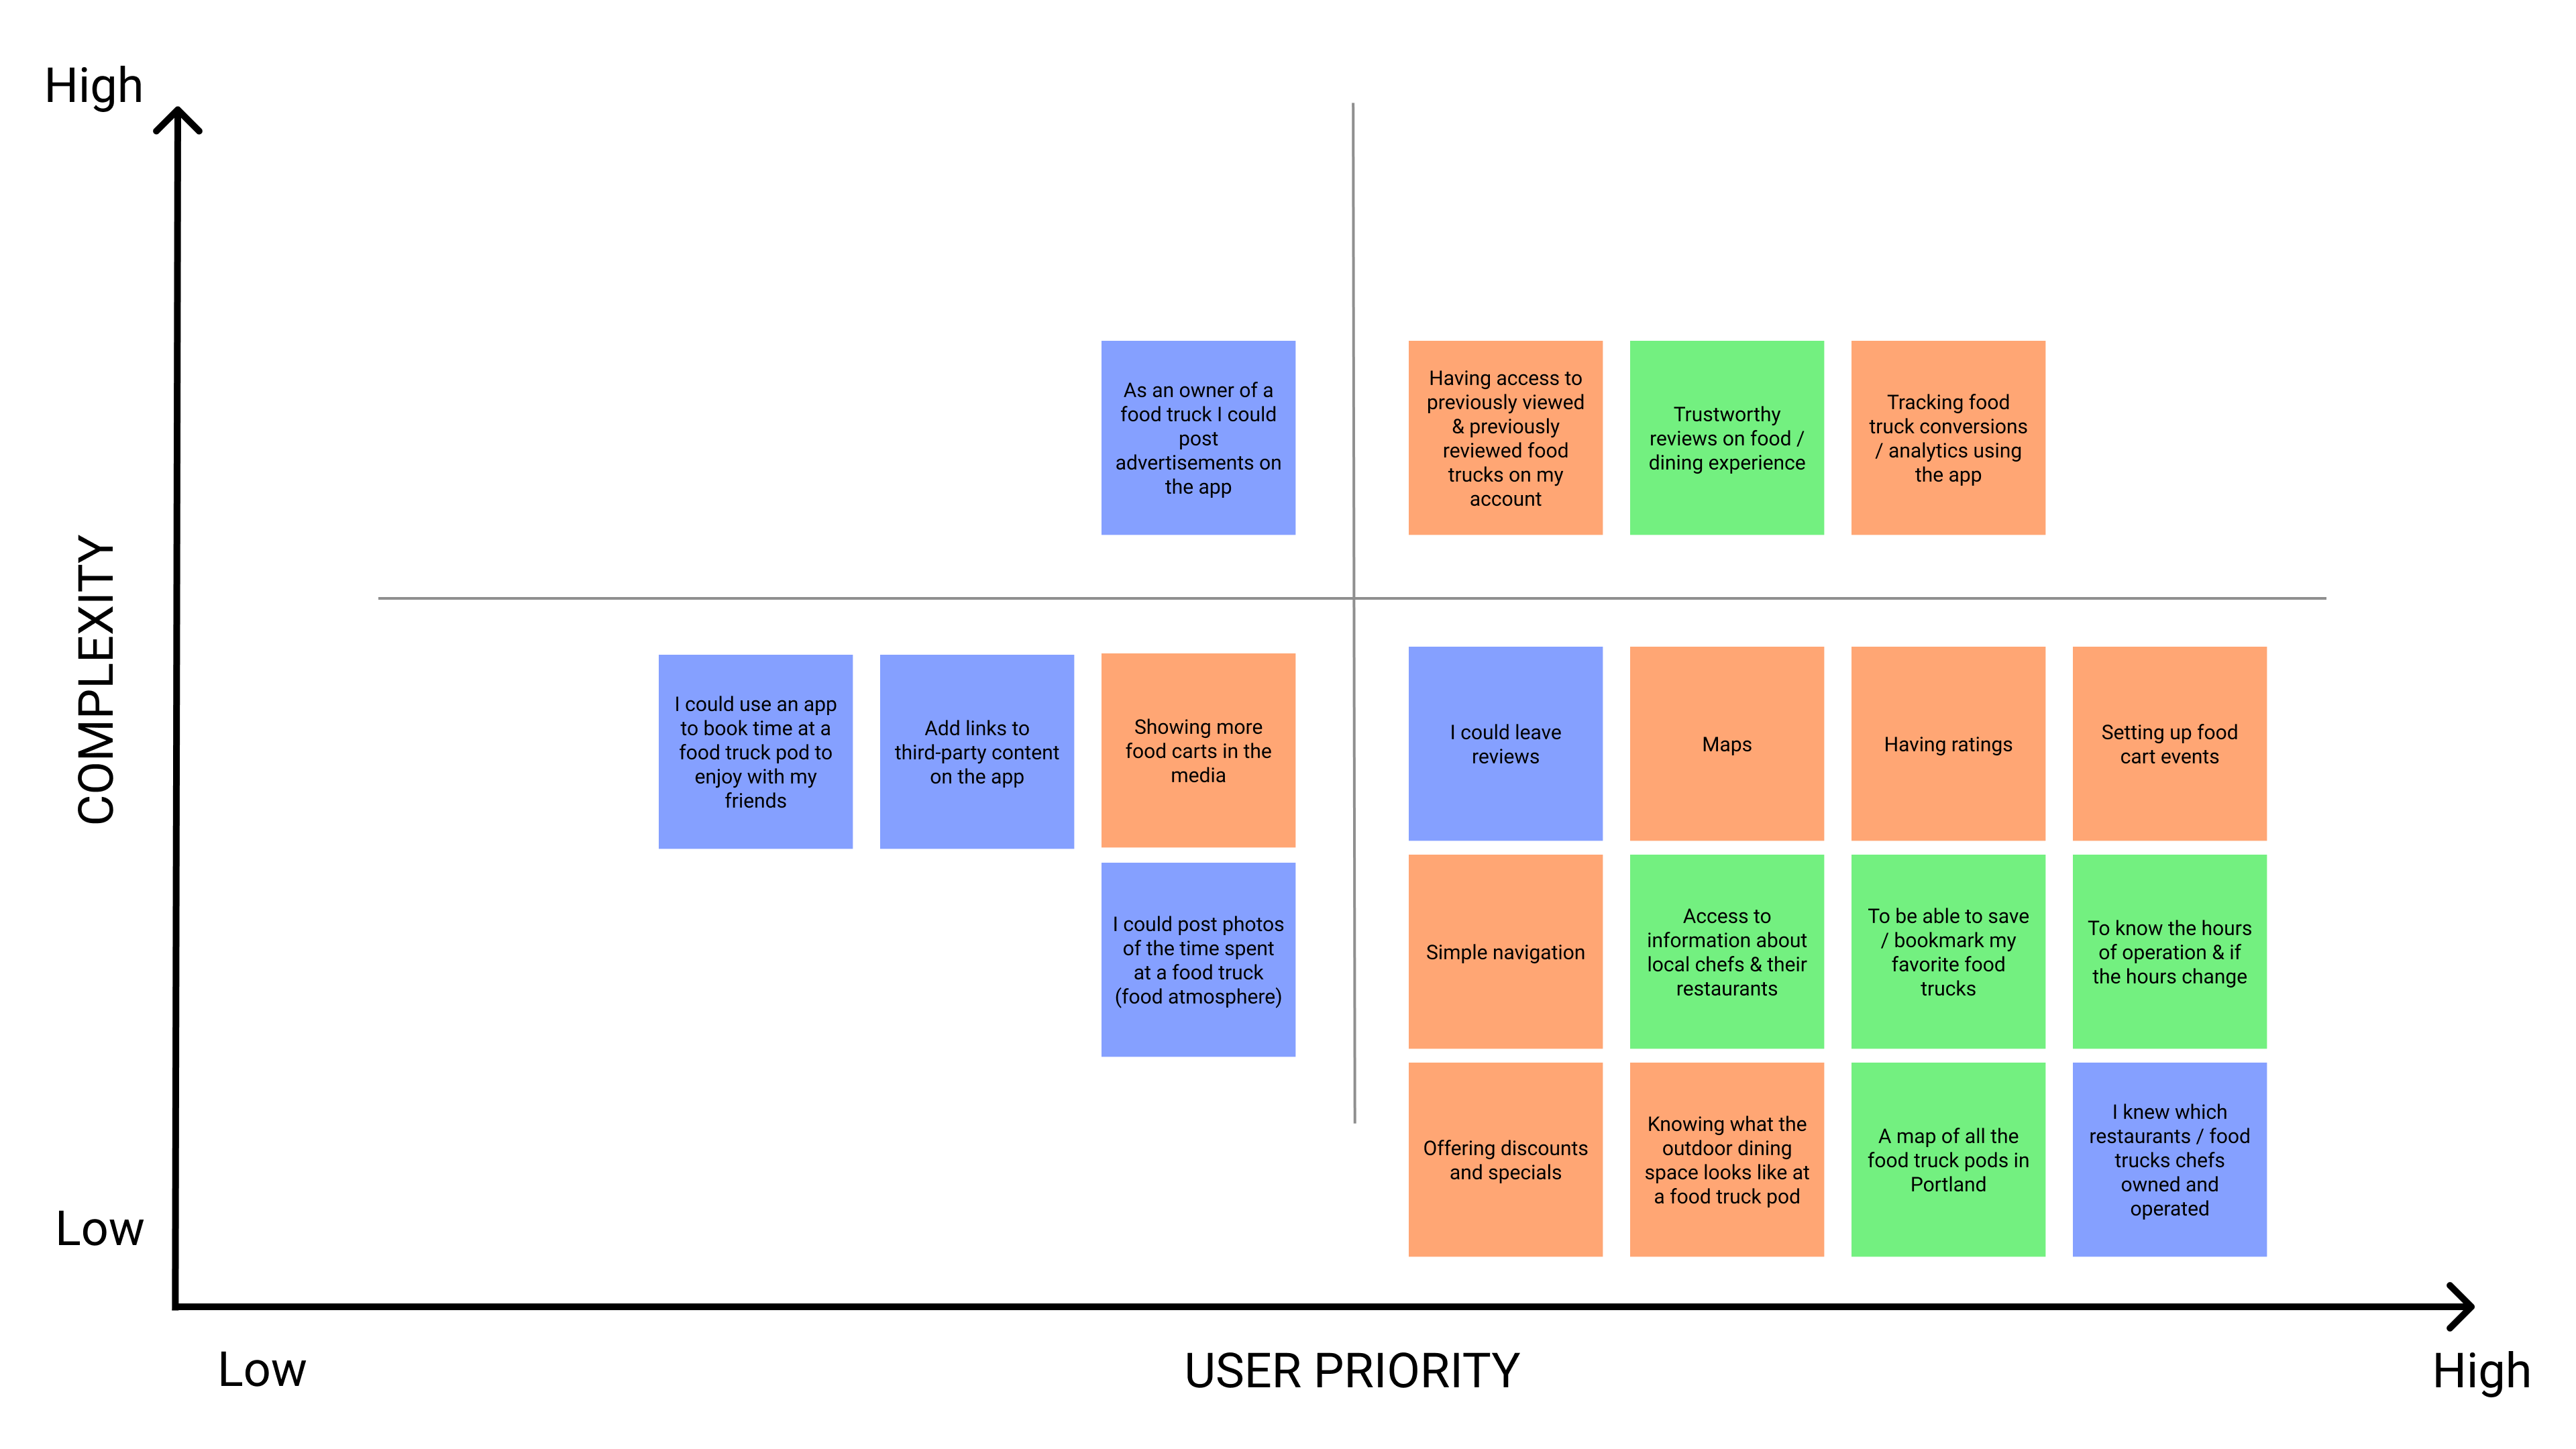 High
COMPLEXITY
As an owner of a
food truck I could
post
advertisements on
the app
Having access to
previously viewed
& previously
reviewed food
trucks on my
account
Trustworthy
reviews on food /
dining experience
Tracking food
truck conversions
/ analytics using
the app
I could use an app
to book time at a
food truck pod to
enjoy with my
friends
Add links to
third-party content
on the app
Showing more
food carts in the
media
I could post photos
of the time spent
at a food truck
(food atmosphere)
I could leave
reviews
Maps
Having ratings
Setting up food
cart events
Simple navigation
Access to
information about
local chefs & their
restaurants
To be able to save
/ bookmark my
favorite food
trucks
To know the hours
of operation & if
the hours change
Offering discounts
and specials
Knowing what the
outdoor dining
space looks like at
a food truck pod
A map of all the
food truck pods in
Portland
I knew which
restaurants / food
trucks chefs
owned and
operated
Low
Low
USER PRIORITY
High